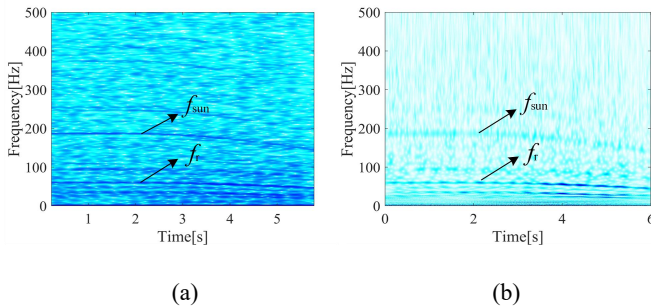 500
400
300
200
100
0
Frequency[Hz]
f_sun
f_r
1 2 3 4 5
Time[s]
(a)
500
400
300
200
100
0
Frequency[Hz]
f_sun
f_r
0 2 4 6
Time[s]
(b)